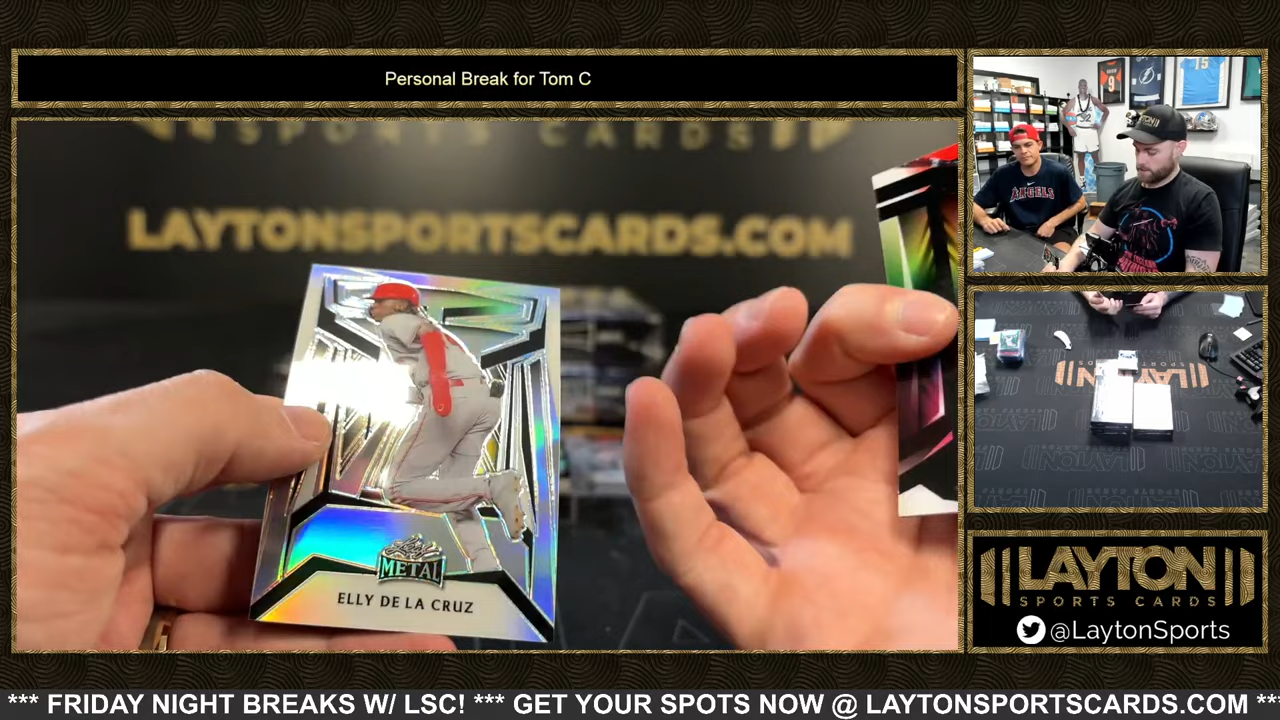 Personal Break for Tom C
CARDS
LAYTONSPORTSCARDS.COM
Leaf
METAL
ELLY DE LA CRUZ
ANGELS
LAYTON
LAYTON
SPORTS CARDS
@LaytonSports
*** FRIDAY NIGHT BREAKS W/ LSC! *** GET YOUR SPOTS NOW @ LAYTONSPORTSCARDS.COM **